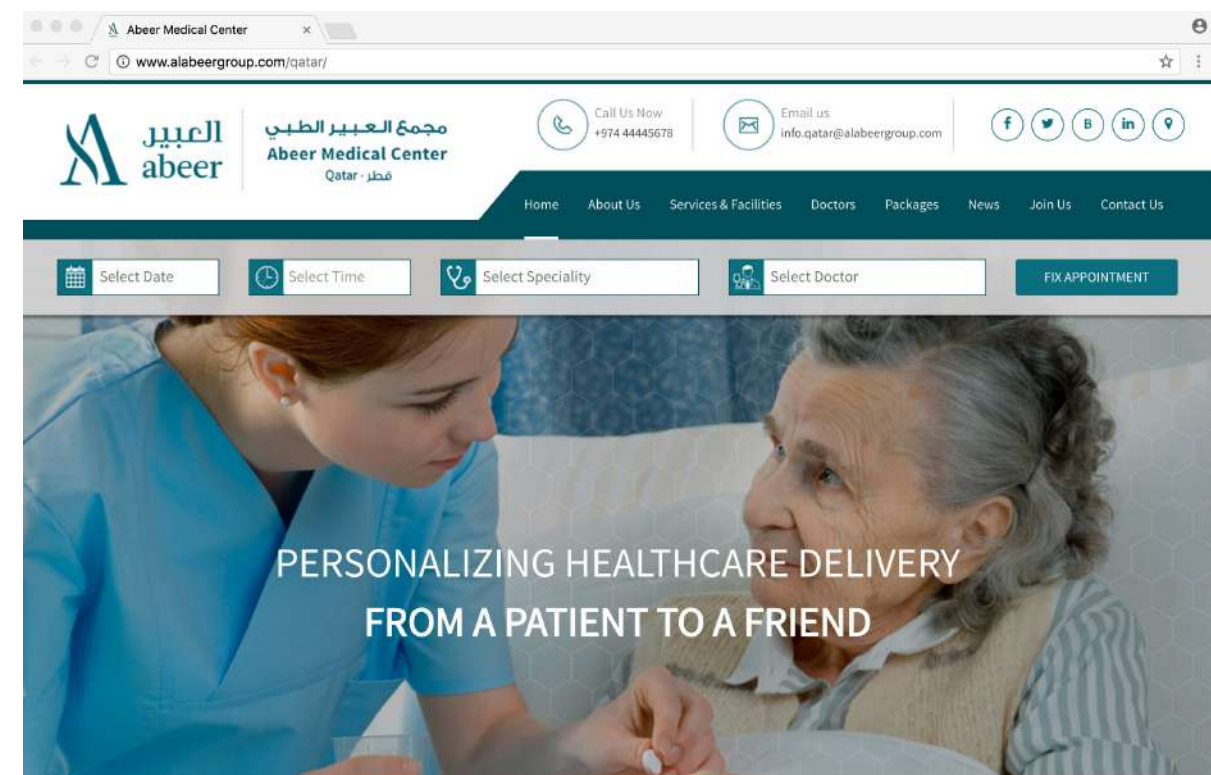 Abeer Medical Center
www.alabeergroup.com/qatar/
العبير
abeer
مجمع العبير الطبي
Abeer Medical Center
Qatar · قطر
Call Us Now
+974 44445678
Email us
info.qatar@alabeergroup.com
Home About Us Services & Facilities Doctors Packages News Join Us Contact Us
Select Date Select Time Select Speciality Select Doctor FIX APPOINTMENT
PERSONALIZING HEALTHCARE DELIVERY
FROM A PATIENT TO A FRIEND